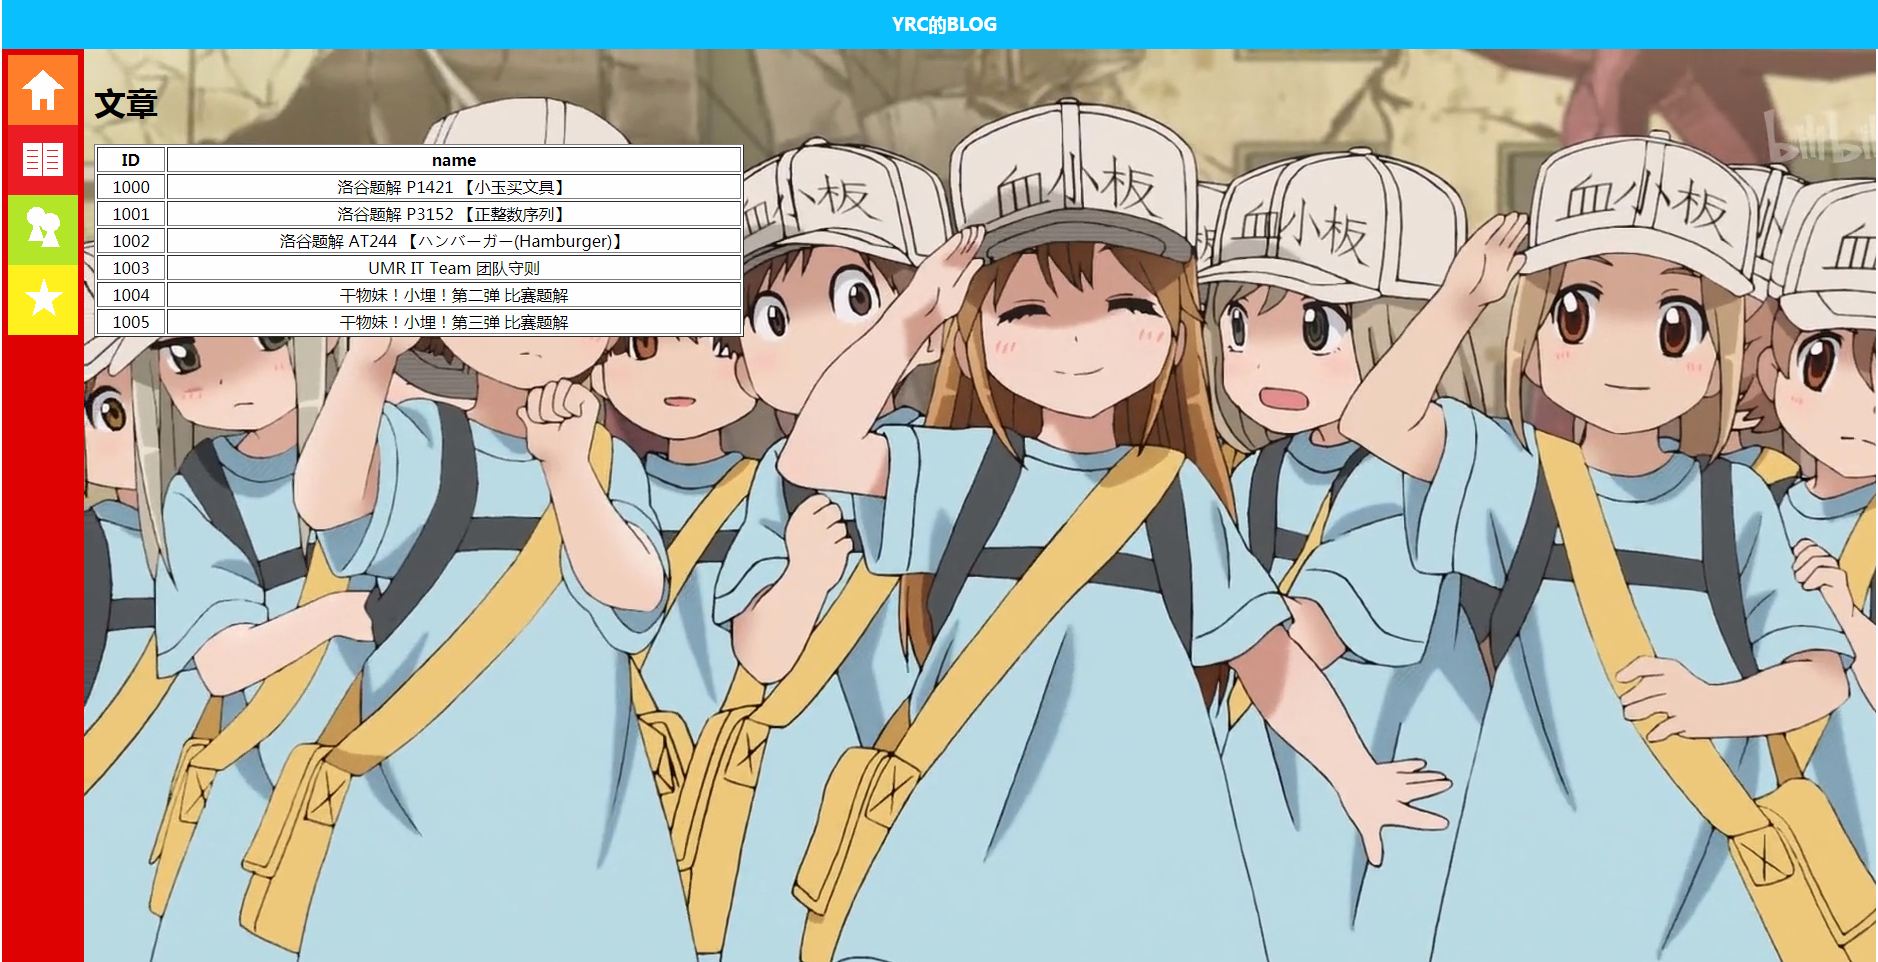 YRC的BLOG
文章
ID name
1000 洛谷题解 P1421 【小玉买文具】
1001 洛谷题解 P3152 【正整数序列】
1002 洛谷题解 AT244 【ハンバーガー(Hamburger)】
1003 UMR IT Team 团队守则
1004 干物妹！小埋！第二弹 比赛题解
1005 干物妹！小埋！第三弹 比赛题解
bilibili
血小板
血小板
血小板
血小板
血